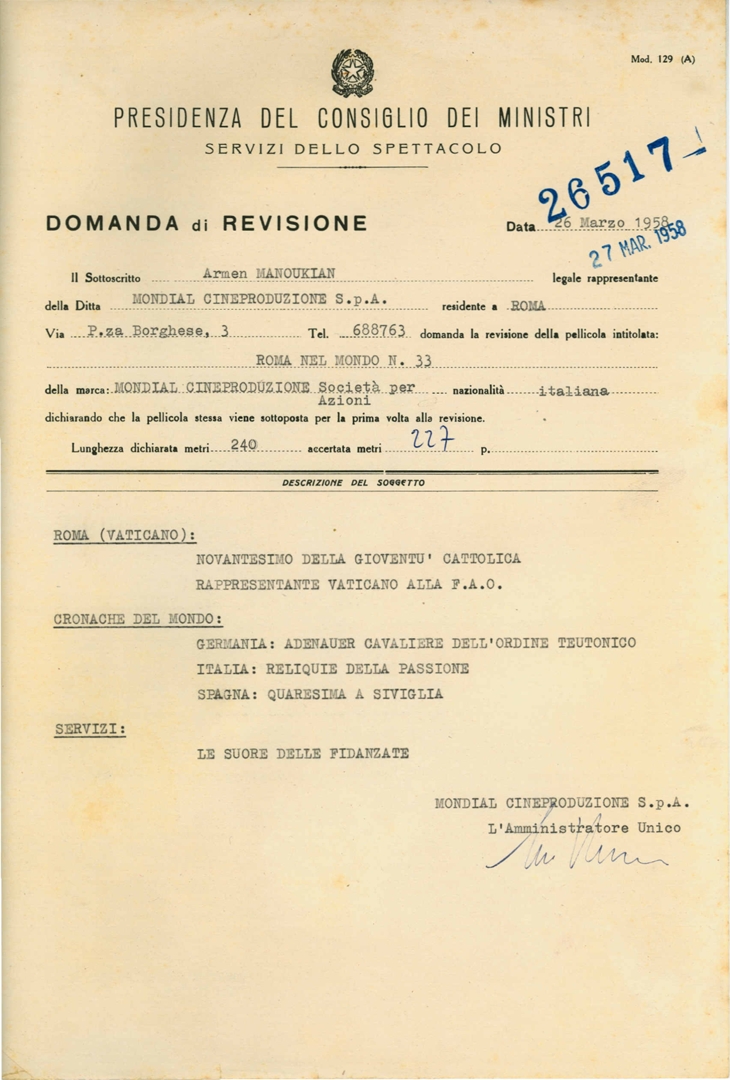 Mod. 129 (A)
PRESIDENZA DEL CONSIGLIO DEI MINISTRI
SERVIZI DELLO SPETTACOLO
26517
DOMANDA di REVISIONE
Data 26 Marzo 1958
27 MAR. 1958
Il Sottoscritto Armen MANOUKIAN legale rappresentante
della Ditta MONDIAL CINEPRODUZIONE S.p.A. residente a ROMA
Via P.za Borghese, 3 Tel. 688763 domanda la revisione della pellicola intitolata:
ROMA NEL MONDO N. 33
della marca: MONDIAL CINEPRODUZIONE Società per nazionalità italiana
Azioni
dichiarando che la pellicola stessa viene sottoposta per la prima volta alla revisione.
Lunghezza dichiarata metri 240 accertata metri 227 p.
DESCRIZIONE DEL SOGGETTO
ROMA (VATICANO):
NOVANTESIMO DELLA GIOVENTU' CATTOLICA
RAPPRESENTANTE VATICANO ALLA F.A.O.
CRONACHE DEL MONDO:
GERMANIA: ADENAUER CAVALIERE DELL'ORDINE TEUTONICO
ITALIA: RELIQUIE DELLA PASSIONE
SPAGNA: QUARESIMA A SIVIGLIA
SERVIZI:
LE SUORE DELLE FIDANZATE
MONDIAL CINEPRODUZIONE S.p.A.
L'Amministratore Unico